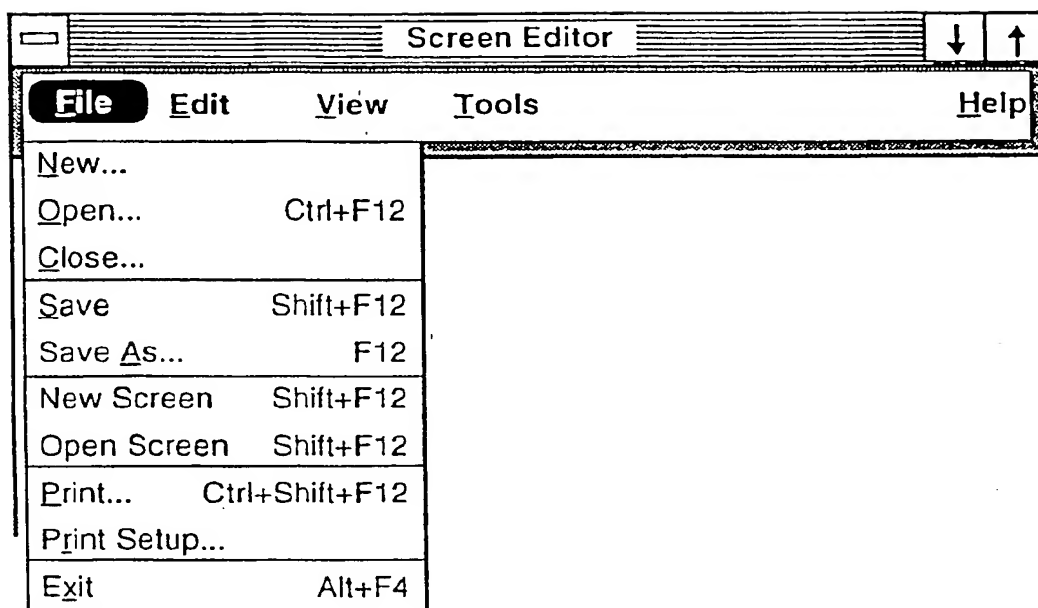 Screen Editor
File Edit View Tools Help
New...
Open... Ctrl+F12
Close...
Save Shift+F12
Save As... F12
New Screen Shift+F12
Open Screen Shift+F12
Print... Ctrl+Shift+F12
Print Setup...
Exit Alt+F4